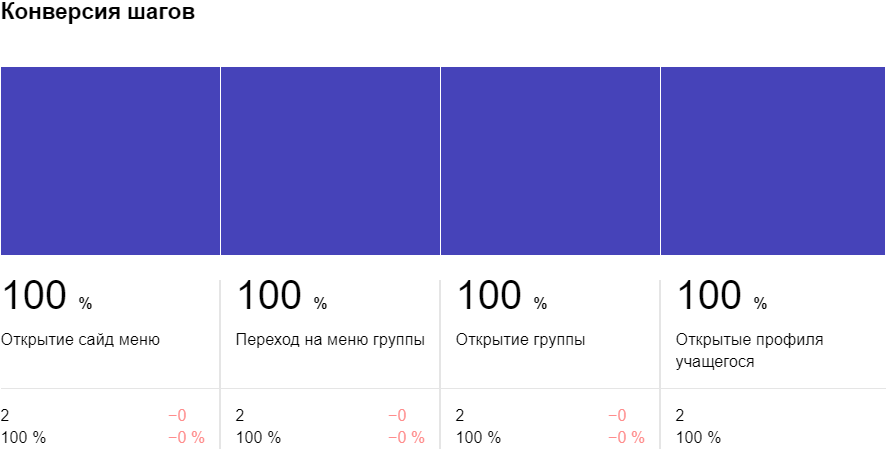 Конверсия шагов
100 % 100 % 100 % 100 %
Открытие сайд меню Переход на меню группы Открытие группы Открытые профиля
учащегося
2 −0 2 −0 2 −0 2
100 % −0 % 100 % −0 % 100 % −0 % 100 %